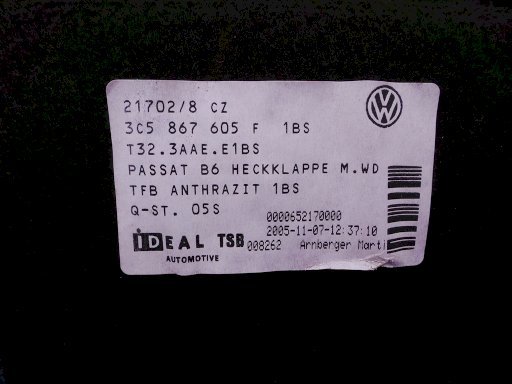 21702/8 CZ
3C5 867 605 F 1BS
T32.3AAE.E1BS
PASSAT B6 HECKKLAPPE M.WD
TFB ANTHRAZIT 1BS
Q-ST. 05S
0000652170000
2005-11-07-12:37:10
IDEAL TSB 008262 Arnberger Marti
AUTOMOTIVE